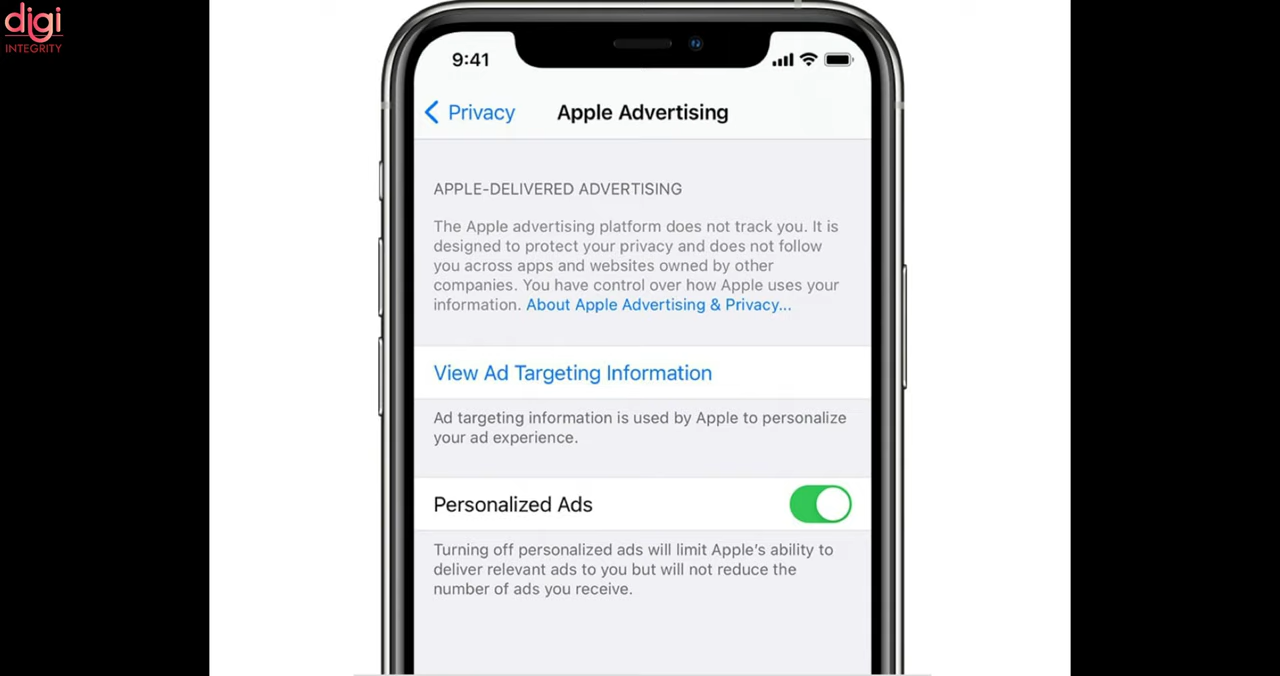 digi
INTEGRITY
9:41
Privacy
Apple Advertising
APPLE-DELIVERED ADVERTISING
The Apple advertising platform does not track you. It is
designed to protect your privacy and does not follow
you across apps and websites owned by other
companies. You have control over how Apple uses your
information. About Apple Advertising & Privacy...
View Ad Targeting Information
Ad targeting information is used by Apple to personalize
your ad experience.
Personalized Ads
Turning off personalized ads will limit Apple's ability to
deliver relevant ads to you but will not reduce the
number of ads you receive.